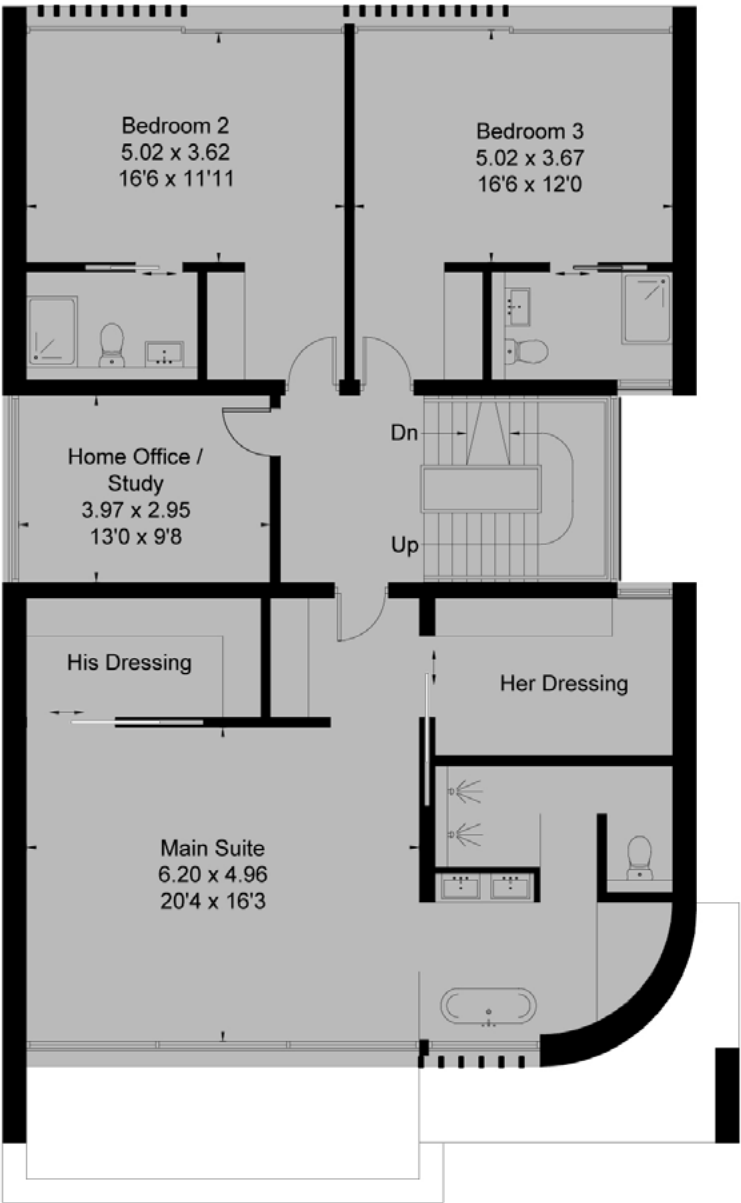 Bedroom 2
5.02 x 3.62
16'6 x 11'11
Bedroom 3
5.02 x 3.67
16'6 x 12'0
Home Office /
Study
3.97 x 2.95
13'0 x 9'8
Dn
Up
His Dressing
Her Dressing
Main Suite
6.20 x 4.96
20'4 x 16'3